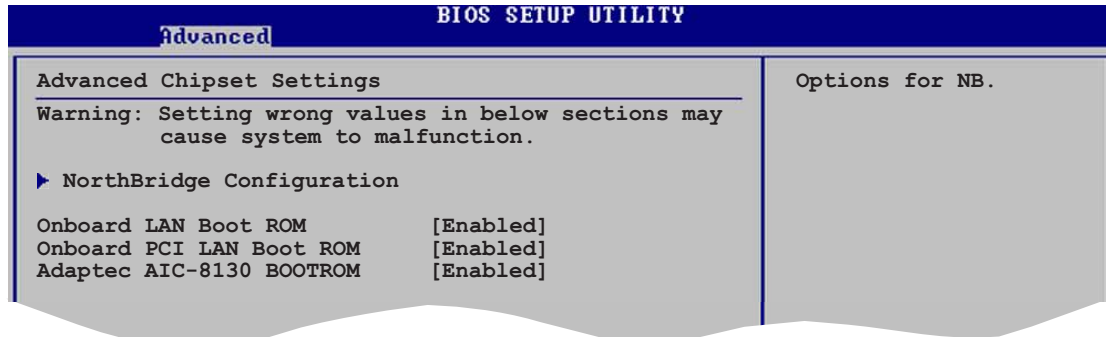 BIOS SETUP UTILITY
Advanced
Advanced Chipset Settings
Warning: Setting wrong values in below sections may
cause system to malfunction.
NorthBridge Configuration
Onboard LAN Boot ROM [Enabled]
Onboard PCI LAN Boot ROM [Enabled]
Adaptec AIC-8130 BOOTROM [Enabled]
Options for NB.